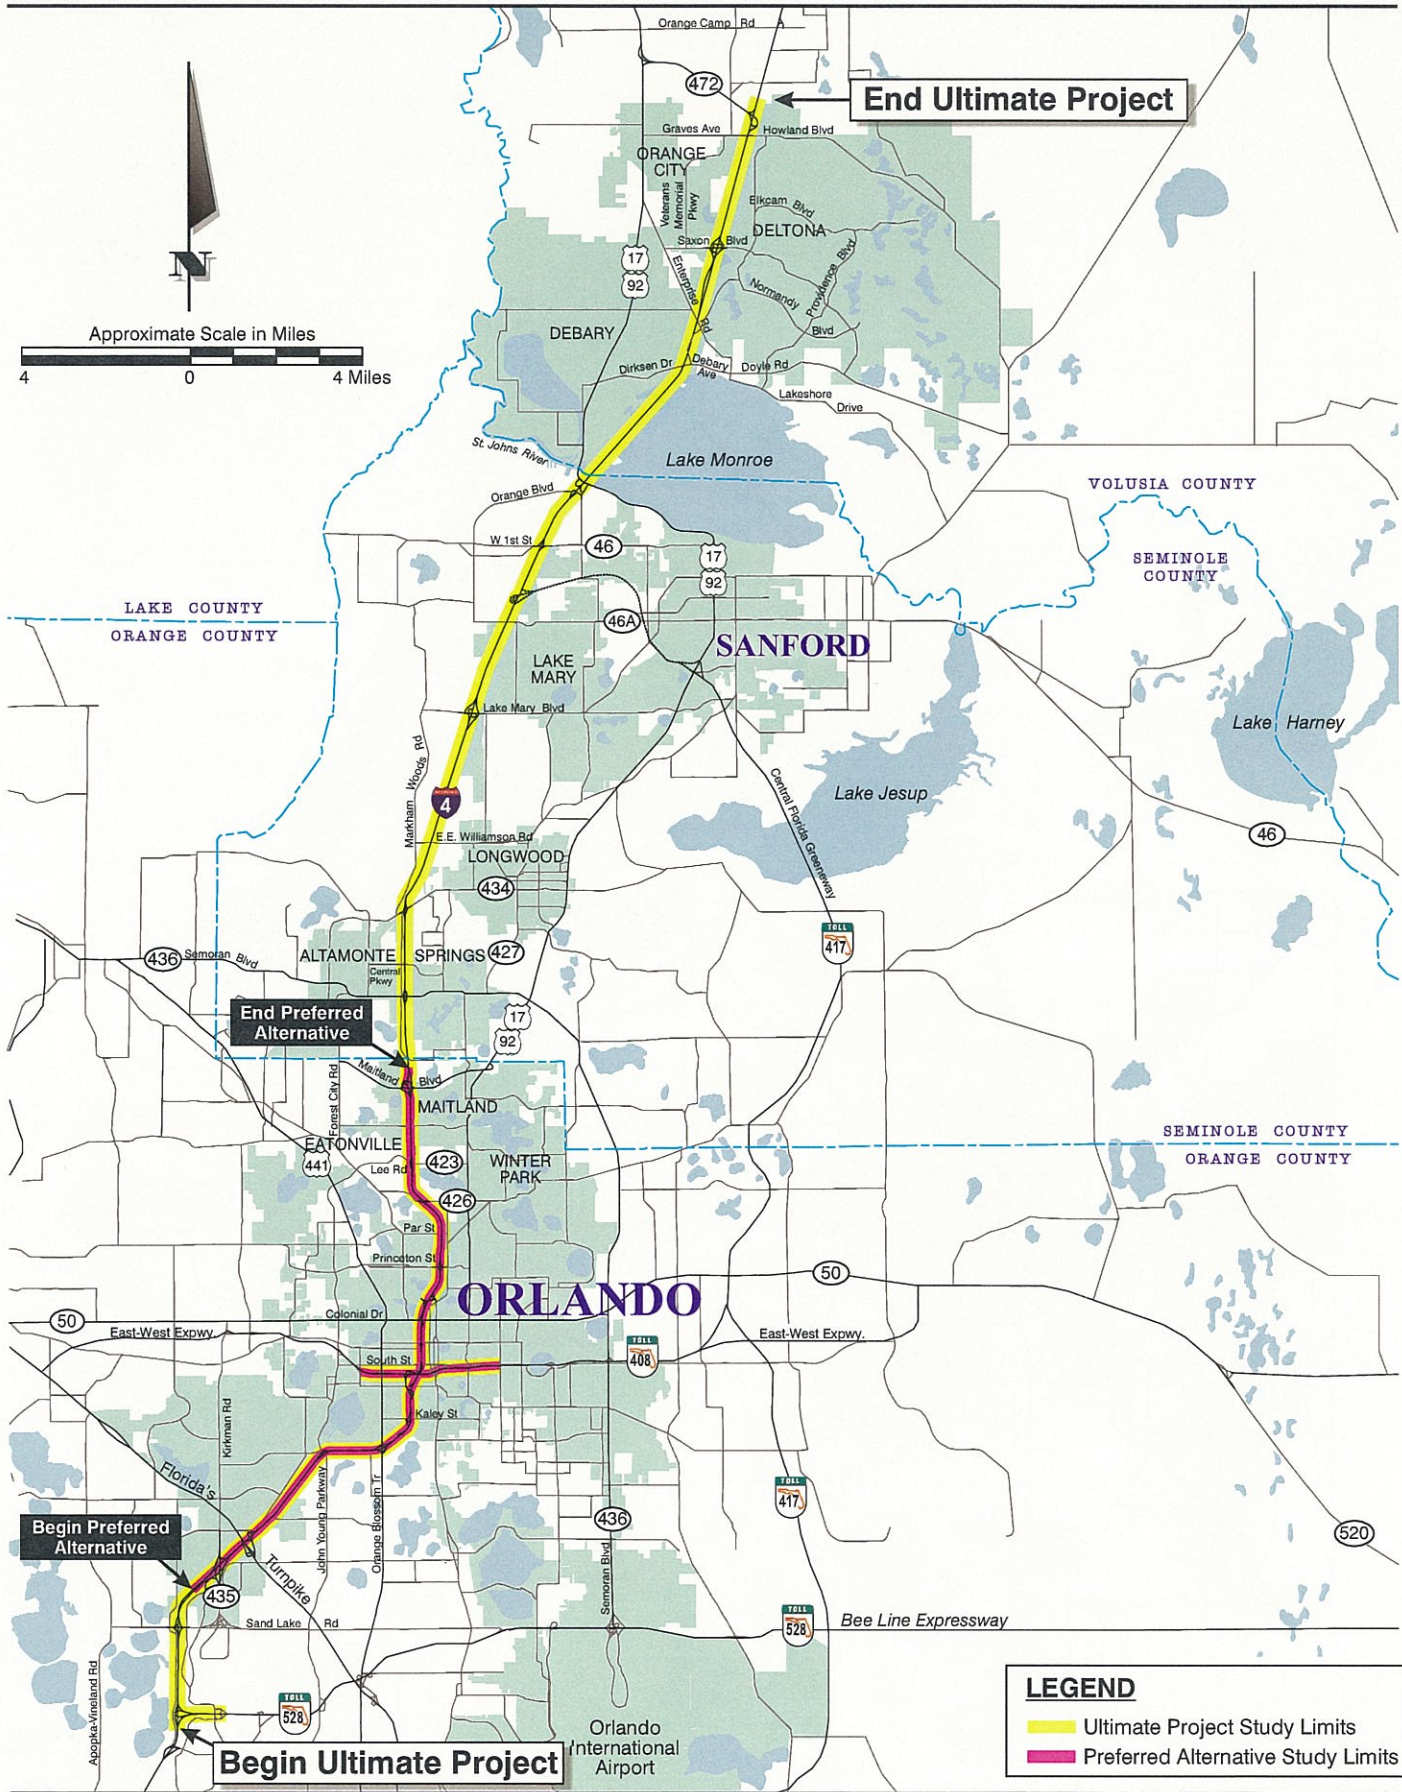 Orange Camp Rd
472
End Ultimate Project
Graves Ave
Howland Blvd
ORANGE
CITY
Veterans
Memorial
Pkwy
Elkcam Blvd
DELTONA
Saxon Blvd
17
92
Enterprise Rd
Providence Blvd
Normandy
Blvd
N
Approximate Scale in Miles
4 0 4 Miles
DEBARY
Dirksen Dr
Debary
Ave
Doyle Rd
Lakeshore
Drive
St. Johns River
Lake Monroe
Orange Blvd
VOLUSIA COUNTY
SEMINOLE
COUNTY
W 1st St
46
17
92
LAKE COUNTY
ORANGE COUNTY
46A
SANFORD
LAKE
MARY
Lake Mary Blvd
Lake Harney
Markham Woods Rd
Central Florida Greeneway
Lake Jesup
4
46
E.E. Williamson Rd
LONGWOOD
434
TOLL
417
436
Semoran Blvd
ALTAMONTE SPRINGS
427
Central
Pkwy
End Preferred
Alternative
17
92
Maitland Blvd
Forest City Rd
MAITLAND
SEMINOLE COUNTY
ORANGE COUNTY
EATONVILLE
441
Lee Rd
423
WINTER
PARK
426
Par St
Princeton St
50
ORLANDO
Colonial Dr
50
East-West Expwy.
East-West Expwy.
TOLL
408
South St
Kirkman Rd
Kaley St
Florida's
Turnpike
John Young Parkway
Orange Blossom Tr
TOLL
417
436
Semoran Blvd
520
Begin Preferred
Alternative
435
Sand Lake Rd
TOLL
528
Bee Line Expressway
Apopka-Vineland Rd
TOLL
528
Begin Ultimate Project
Orlando
International
Airport
LEGEND
Ultimate Project Study Limits
Preferred Alternative Study Limits